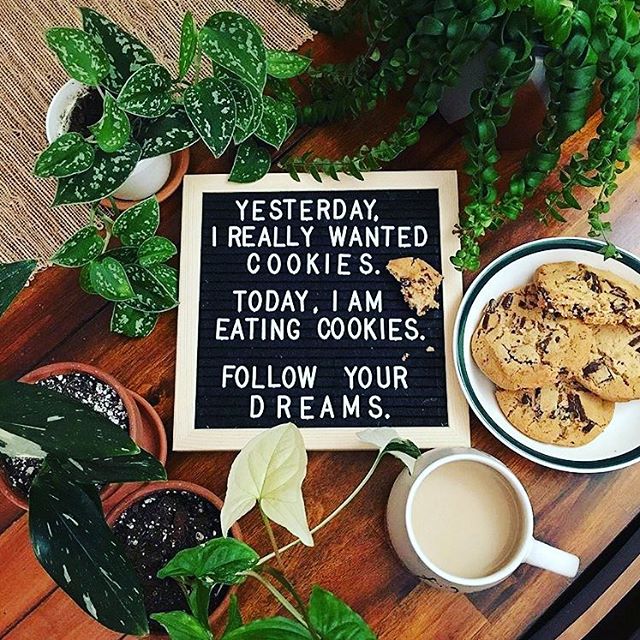 YESTERDAY,
I REALLY WANTED
COOKIES.
TODAY, I AM
EATING COOKIES.
FOLLOW YOUR
DREAMS.